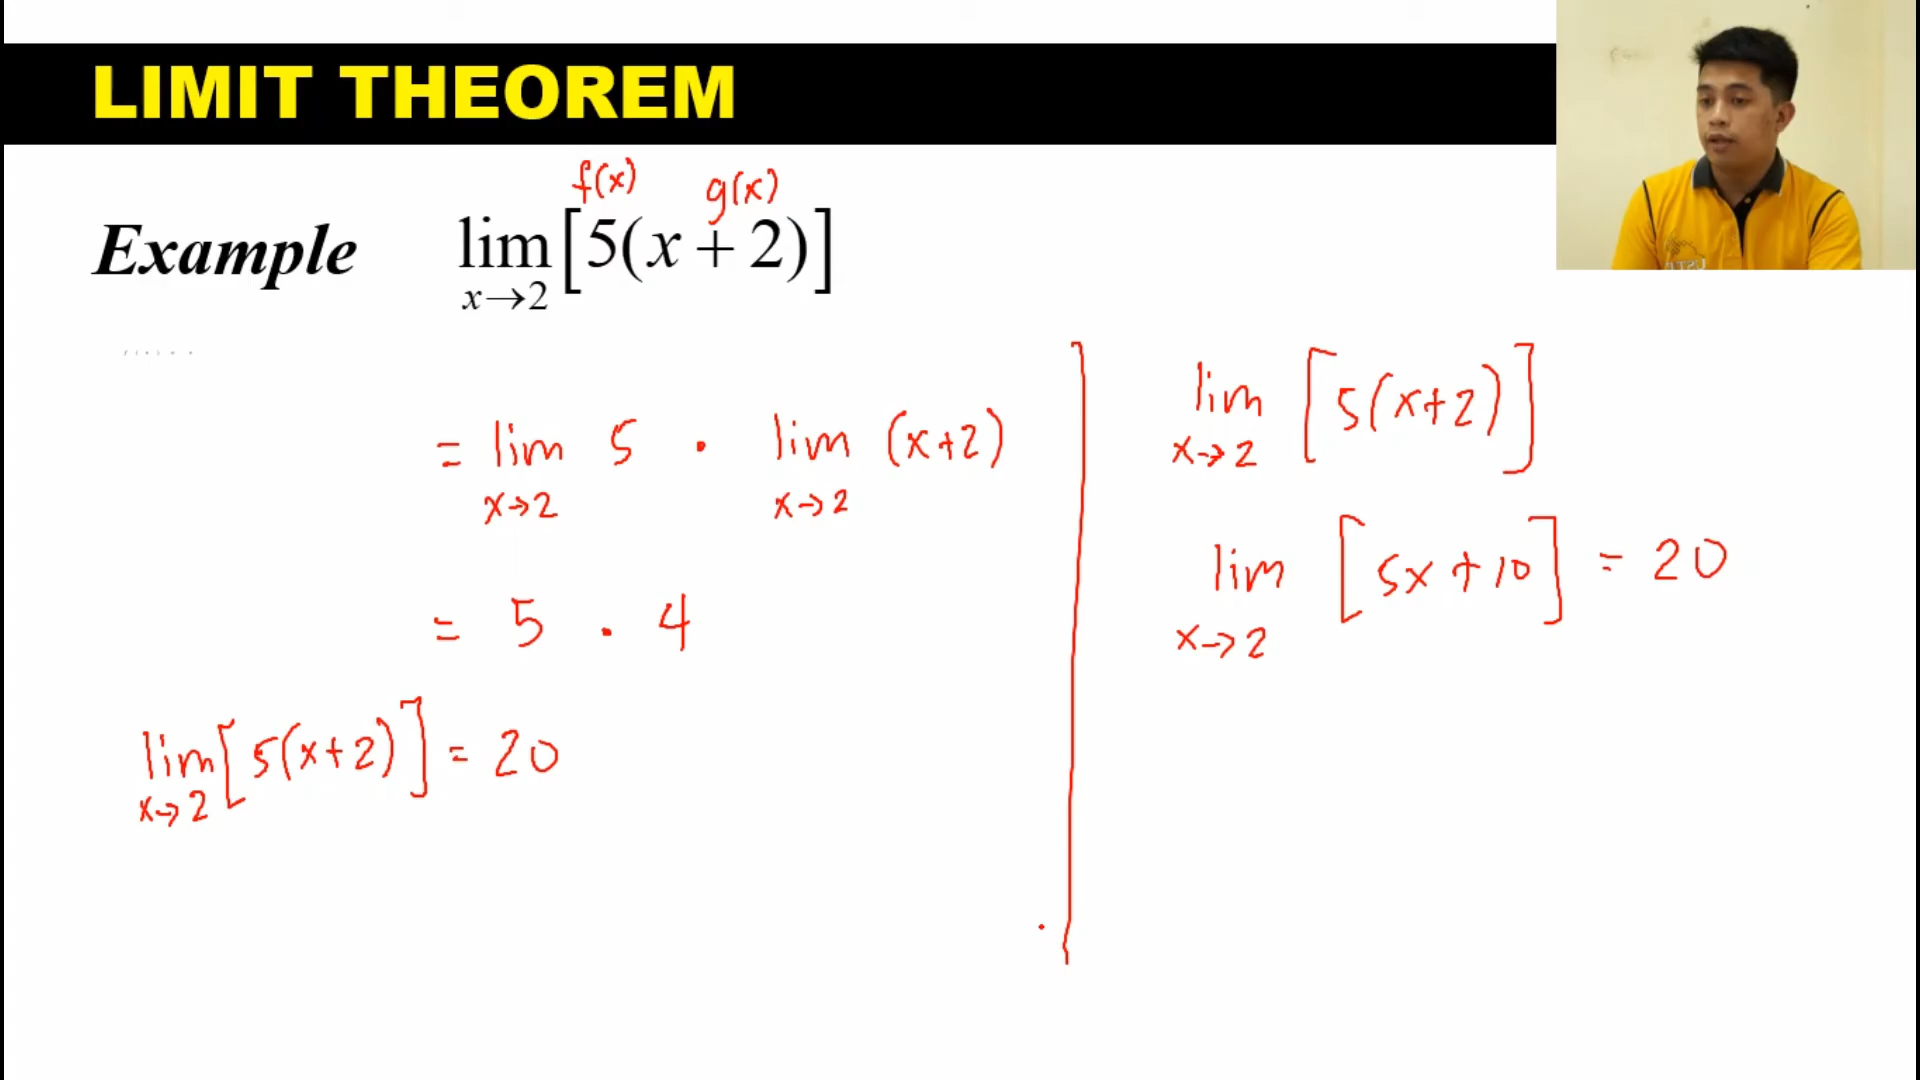 LIMIT THEOREM
f(x) g(x)
Example lim [5(x + 2)]
x→2
= lim 5 · lim (x+2)
x→2 x→2
= 5 · 4
lim [5(x+2)] = 20
x→2
lim [5(x+2)]
x→2
lim [5x+10] = 20
x→2